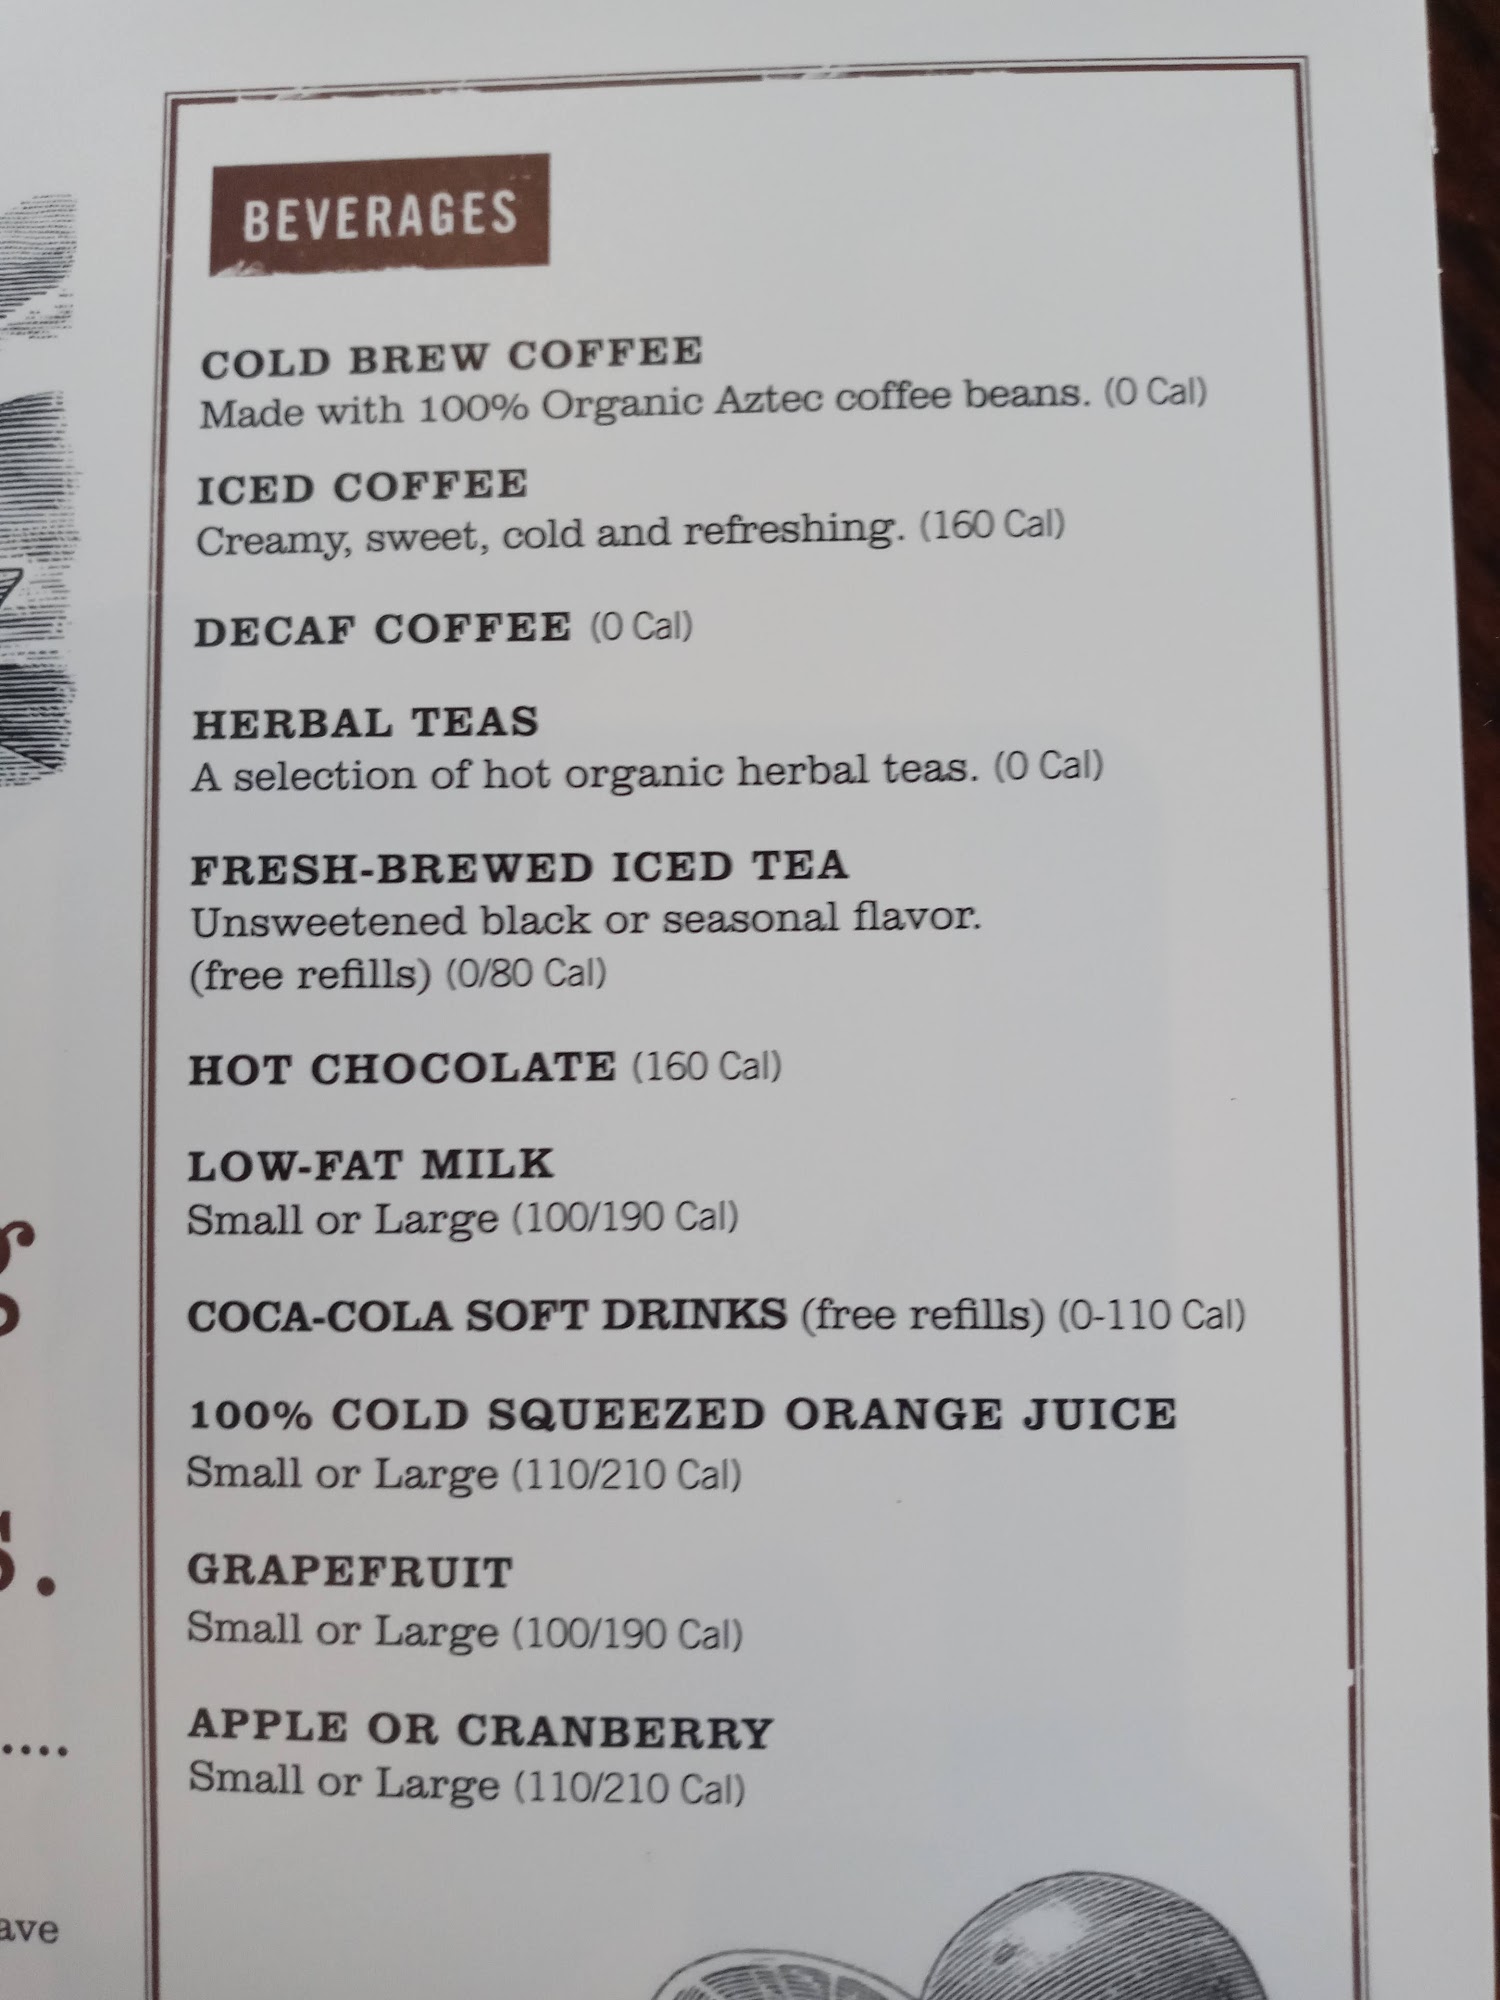 BEVERAGES
COLD BREW COFFEE
Made with 100% Organic Aztec coffee beans. (0 Cal)
ICED COFFEE
Creamy, sweet, cold and refreshing. (160 Cal)
DECAF COFFEE (0 Cal)
HERBAL TEAS
A selection of hot organic herbal teas. (0 Cal)
FRESH-BREWED ICED TEA
Unsweetened black or seasonal flavor.
(free refills) (0/80 Cal)
HOT CHOCOLATE (160 Cal)
LOW-FAT MILK
Small or Large (100/190 Cal)
COCA-COLA SOFT DRINKS (free refills) (0-110 Cal)
100% COLD SQUEEZED ORANGE JUICE
Small or Large (110/210 Cal)
GRAPEFRUIT
Small or Large (100/190 Cal)
APPLE OR CRANBERRY
Small or Large (110/210 Cal)